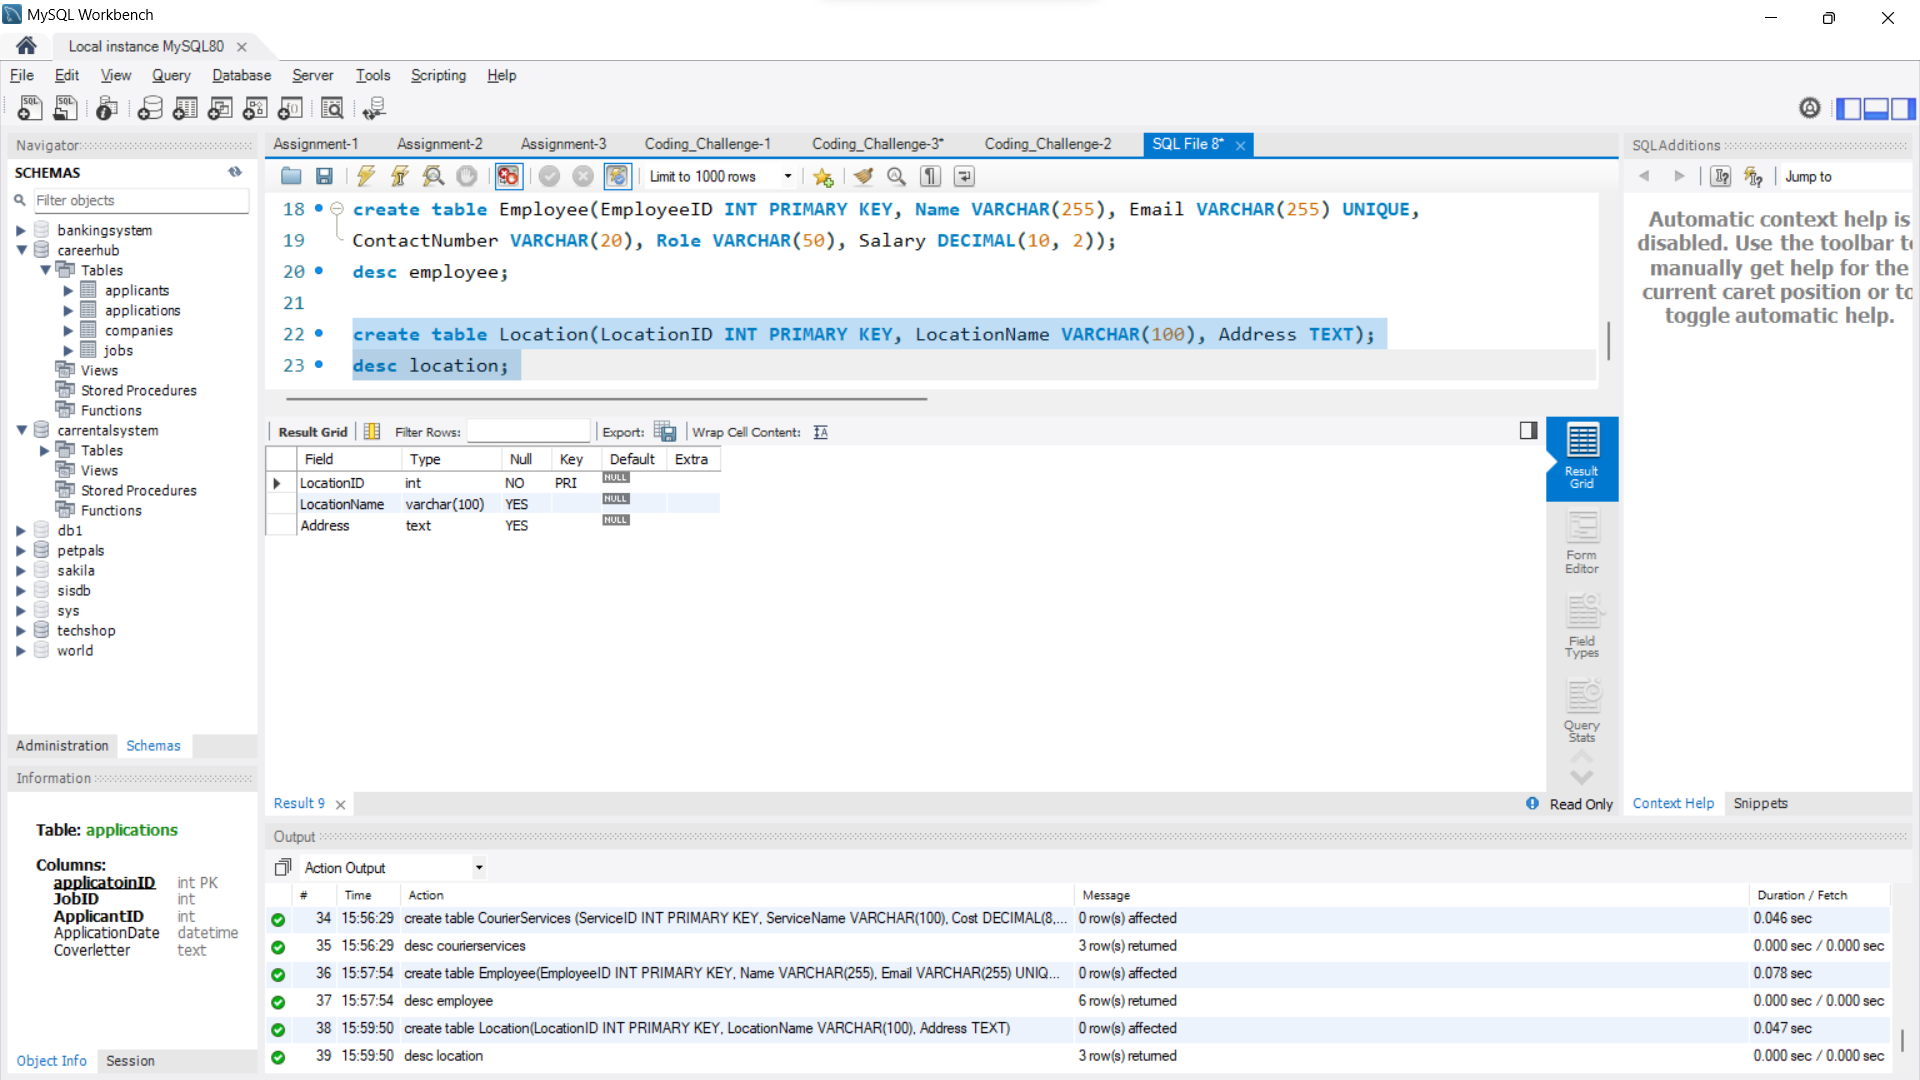 MySQL Workbench
Local instance MySQL80
File Edit View Query Database Server Tools Scripting Help
Navigator
SCHEMAS
Filter objects
bankingsystem
careerhub
Tables
applicants
applications
companies
jobs
Views
Stored Procedures
Functions
carrentalsystem
Tables
Views
Stored Procedures
Functions
db1
petpals
sakila
sisdb
sys
techshop
world
Administration Schemas
Information
Table: applications
Columns:
applicatoinID int PK
JobID int
ApplicantID int
ApplicationDate datetime
Coverletter text
Object Info Session
Assignment-1 Assignment-2 Assignment-3 Coding_Challenge-1 Coding_Challenge-3* Coding_Challenge-2 SQL File 8*
Limit to 1000 rows
18 create table Employee(EmployeeID INT PRIMARY KEY, Name VARCHAR(255), Email VARCHAR(255) UNIQUE,
19 ContactNumber VARCHAR(20), Role VARCHAR(50), Salary DECIMAL(10, 2));
20 desc employee;
21
22 create table Location(LocationID INT PRIMARY KEY, LocationName VARCHAR(100), Address TEXT);
23 desc location;
Result Grid Filter Rows: Export: Wrap Cell Content:
Field Type Null Key Default Extra
LocationID int NO PRI NULL
LocationName varchar(100) YES NULL
Address text YES NULL
Result Grid
Form Editor
Field Types
Query Stats
Result 9
Read Only
SQLAdditions
Jump to
Automatic context help is
disabled. Use the toolbar to
manually get help for the
current caret position or to
toggle automatic help.
Context Help Snippets
Output
Action Output
# Time Action Message Duration / Fetch
34 15:56:29 create table CourierServices (ServiceID INT PRIMARY KEY, ServiceName VARCHAR(100), Cost DECIMAL(8,... 0 row(s) affected 0.046 sec
35 15:56:29 desc courierservices 3 row(s) returned 0.000 sec / 0.000 sec
36 15:57:54 create table Employee(EmployeeID INT PRIMARY KEY, Name VARCHAR(255), Email VARCHAR(255) UNIQ... 0 row(s) affected 0.078 sec
37 15:57:54 desc employee 6 row(s) returned 0.000 sec / 0.000 sec
38 15:59:50 create table Location(LocationID INT PRIMARY KEY, LocationName VARCHAR(100), Address TEXT) 0 row(s) affected 0.047 sec
39 15:59:50 desc location 3 row(s) returned 0.000 sec / 0.000 sec